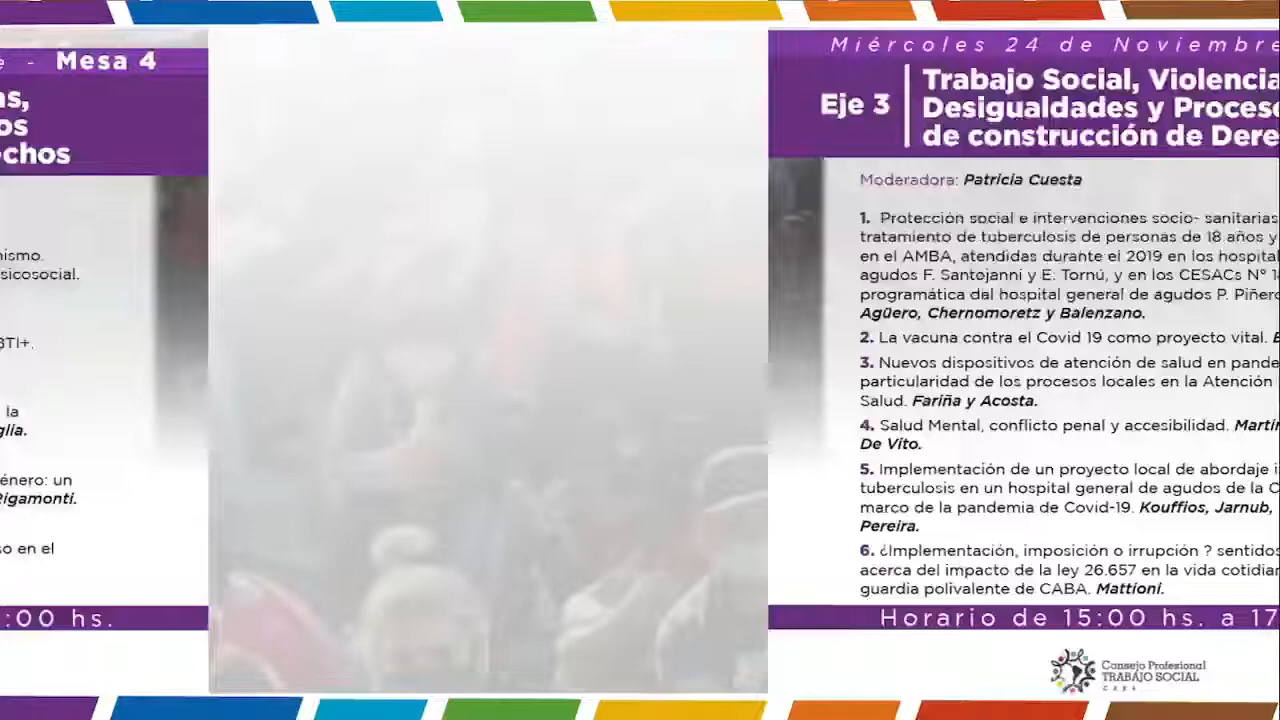 e - Mesa 4
as,
os
chos
nismo.
sicosocial.
BTI+.
la
glia.
énero: un
Rigamonti.
so en el
:00 hs.
Miércoles 24 de Noviembre
Eje 3
Trabajo Social, Violencia
Desigualdades y Proceso
de construcción de Dere
Moderadora: Patricia Cuesta
1. Protección social e intervenciones socio- sanitarias
tratamiento de tuberculosis de personas de 18 años y
en el AMBA, atendidas durante el 2019 en los hospital
agudos F. Santojanni y E. Tornú, y en los CESACs N° 1
programática dal hospital general de agudos P. Piñero
Agüero, Chernomoretz y Balenzano.
2. La vacuna contra el Covid 19 como proyecto vital.
3. Nuevos dispositivos de atención de salud en pande
particularidad de los procesos locales en la Atención
Salud. Fariña y Acosta.
4. Salud Mental, conflicto penal y accesibilidad. Martin
De Vito.
5. Implementación de un proyecto local de abordaje i
tuberculosis en un hospital general de agudos de la C
marco de la pandemia de Covid-19. Kouffios, Jarnub,
Pereira.
6. ¿Implementación, imposición o irrupción ? sentidos
acerca del impacto de la ley 26.657 en la vida cotidian
guardia polivalente de CABA. Mattioni.
Horario de 15:00 hs. a 17
Consejo Profesional
TRABAJO SOCIAL
CABA